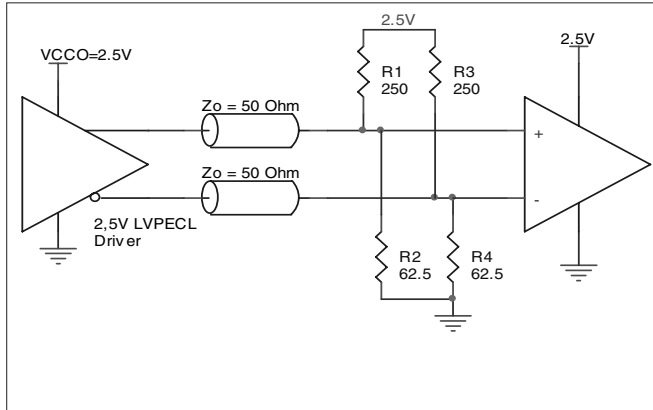 2.5V
VCCO=2.5V
2.5V
R1
250
R3
250
Zo = 50 Ohm
+
Zo = 50 Ohm
-
2,5V LVPECL
Driver
R2
62.5
R4
62.5